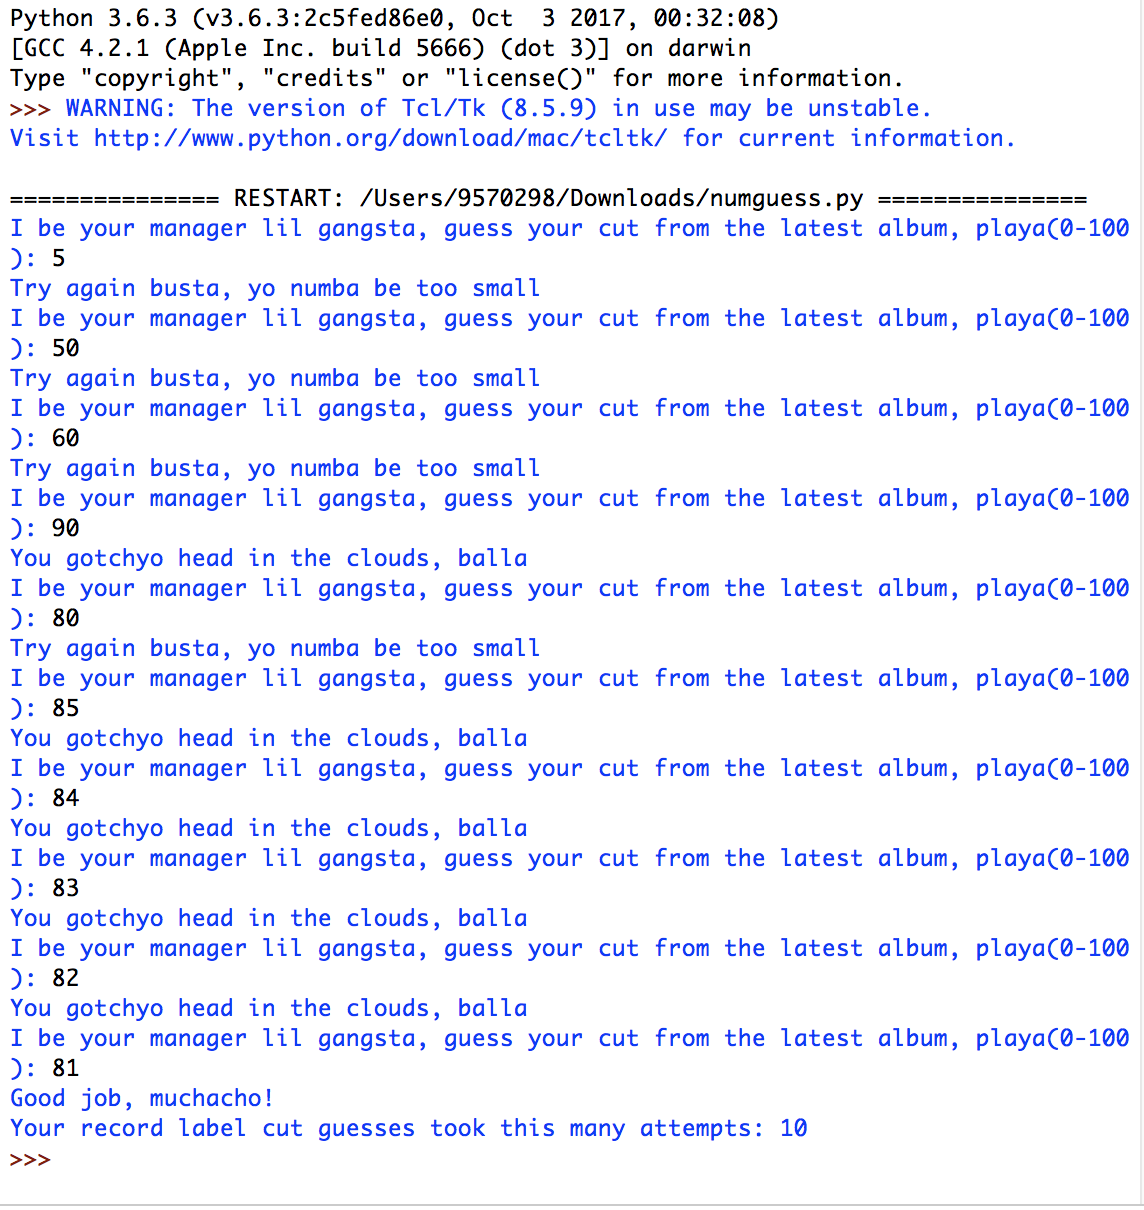 Python 3.6.3 (v3.6.3:2c5fed86e0, Oct  3 2017, 00:32:08)
[GCC 4.2.1 (Apple Inc. build 5666) (dot 3)] on darwin
Type "copyright", "credits" or "license()" for more information.
>>> WARNING: The version of Tcl/Tk (8.5.9) in use may be unstable.
Visit http://www.python.org/download/mac/tcltk/ for current information.

=============== RESTART: /Users/9570298/Downloads/numguess.py ===============
I be your manager lil gangsta, guess your cut from the latest album, playa(0-100
): 5
Try again busta, yo numba be too small
I be your manager lil gangsta, guess your cut from the latest album, playa(0-100
): 50
Try again busta, yo numba be too small
I be your manager lil gangsta, guess your cut from the latest album, playa(0-100
): 60
Try again busta, yo numba be too small
I be your manager lil gangsta, guess your cut from the latest album, playa(0-100
): 90
You gotchyo head in the clouds, balla
I be your manager lil gangsta, guess your cut from the latest album, playa(0-100
): 80
Try again busta, yo numba be too small
I be your manager lil gangsta, guess your cut from the latest album, playa(0-100
): 85
You gotchyo head in the clouds, balla
I be your manager lil gangsta, guess your cut from the latest album, playa(0-100
): 84
You gotchyo head in the clouds, balla
I be your manager lil gangsta, guess your cut from the latest album, playa(0-100
): 83
You gotchyo head in the clouds, balla
I be your manager lil gangsta, guess your cut from the latest album, playa(0-100
): 82
You gotchyo head in the clouds, balla
I be your manager lil gangsta, guess your cut from the latest album, playa(0-100
): 81
Good job, muchacho!
Your record label cut guesses took this many attempts: 10
>>>